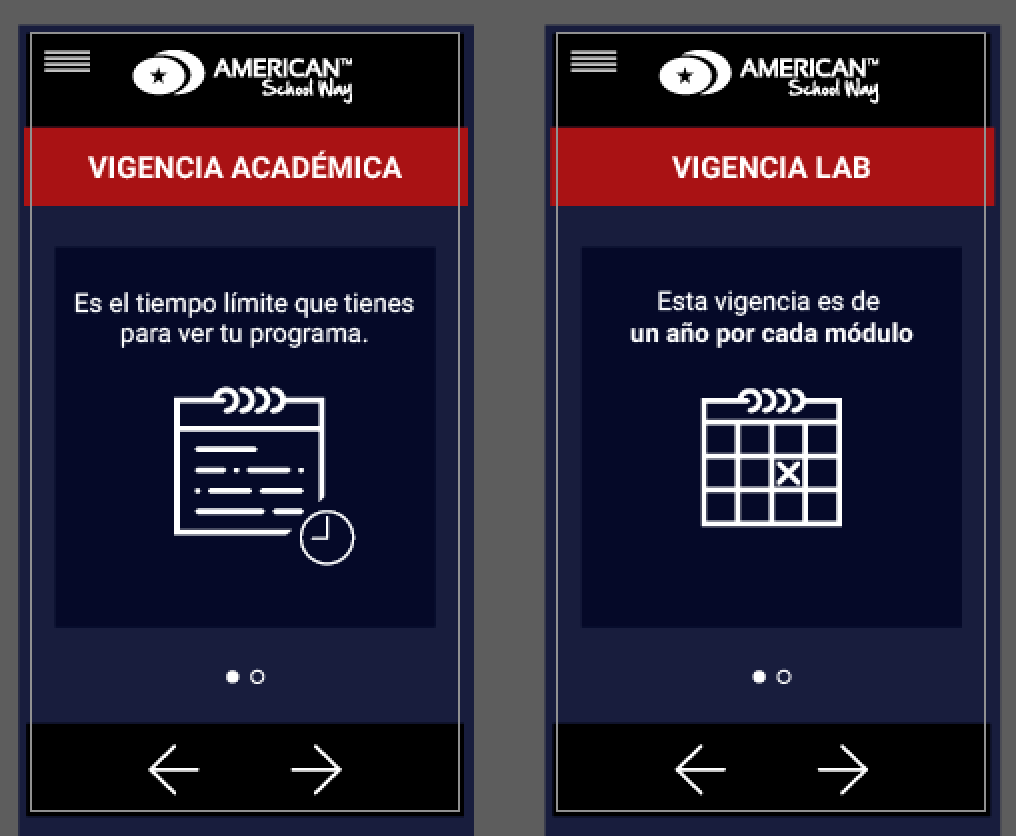 AMERICAN™
School Way
VIGENCIA ACADÉMICA
Es el tiempo límite que tienes
para ver tu programa.
AMERICAN™
School Way
VIGENCIA LAB
Esta vigencia es de
un año por cada módulo